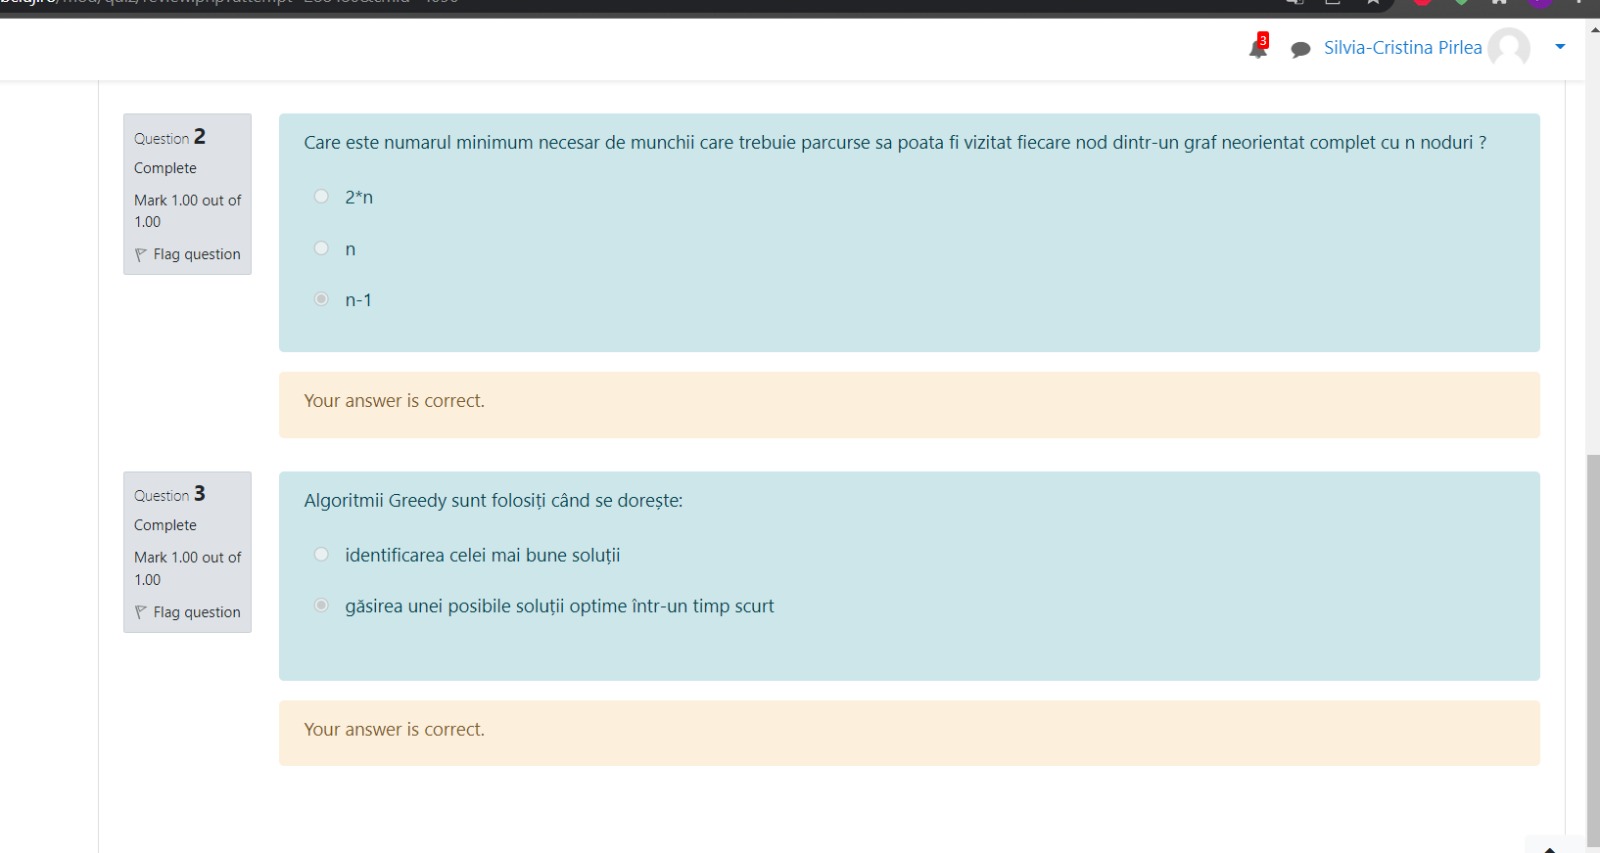 3
Silvia-Cristina Pirlea
Question 2
Complete
Mark 1.00 out of
1.00
Flag question
Care este numarul minimum necesar de munchii care trebuie parcurse sa poata fi vizitat fiecare nod dintr-un graf neorientat complet cu n noduri ?
2*n
n
n-1
Your answer is correct.
Question 3
Complete
Mark 1.00 out of
1.00
Flag question
Algoritmii Greedy sunt folosiți când se dorește:
identificarea celei mai bune soluții
găsirea unei posibile soluții optime într-un timp scurt
Your answer is correct.